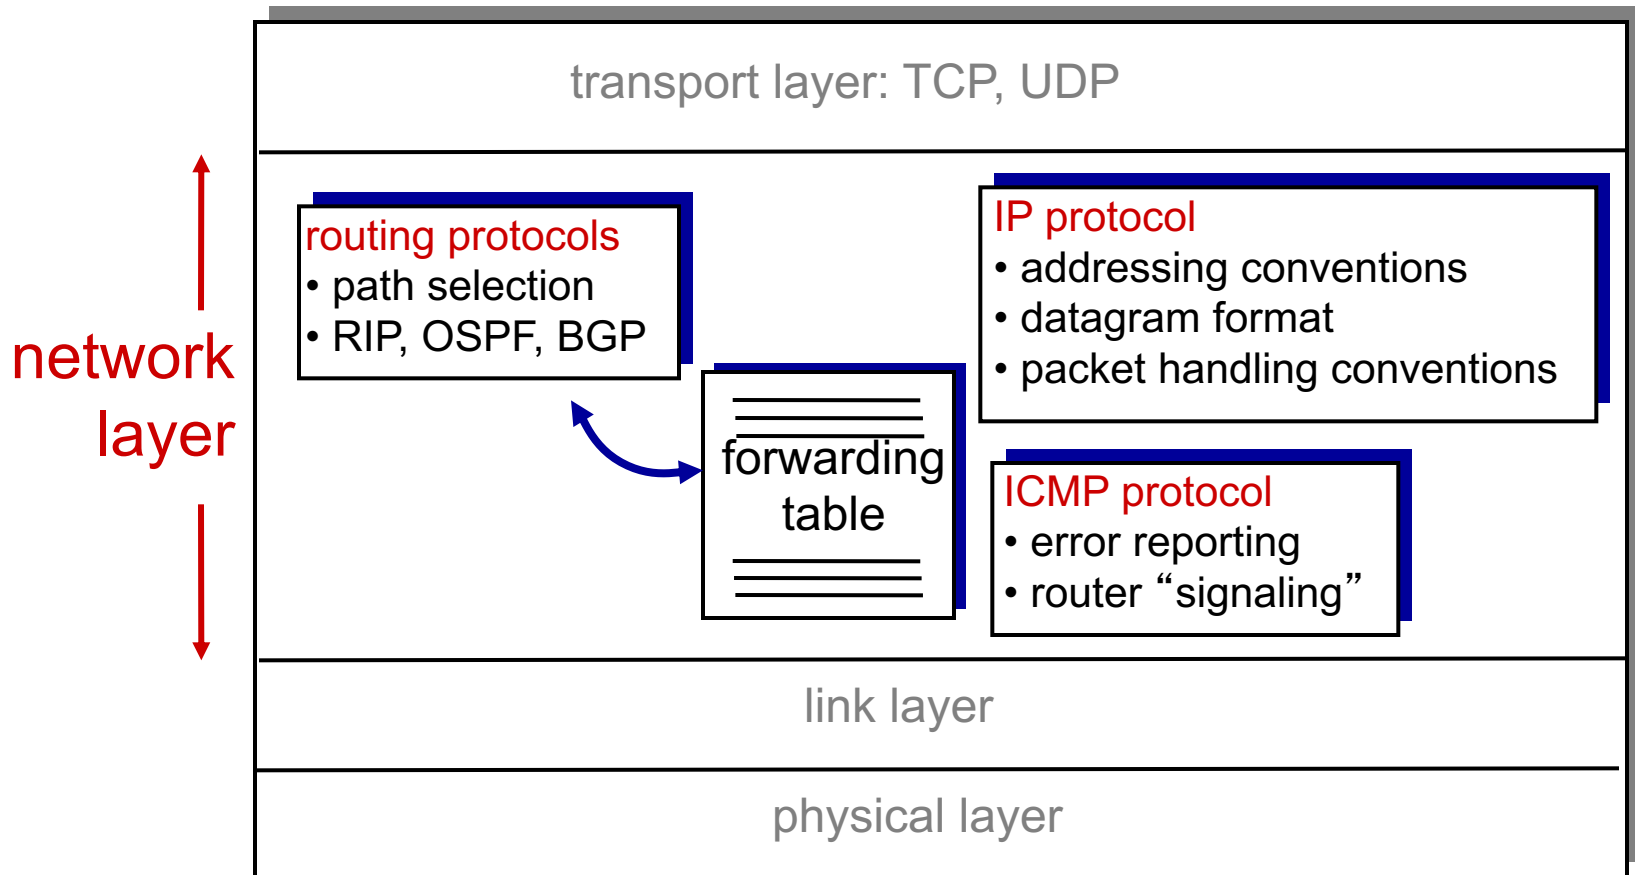 transport layer: TCP, UDP
network
layer
routing protocols
• path selection
• RIP, OSPF, BGP
forwarding
table
IP protocol
• addressing conventions
• datagram format
• packet handling conventions
ICMP protocol
• error reporting
• router “signaling”
link layer
physical layer